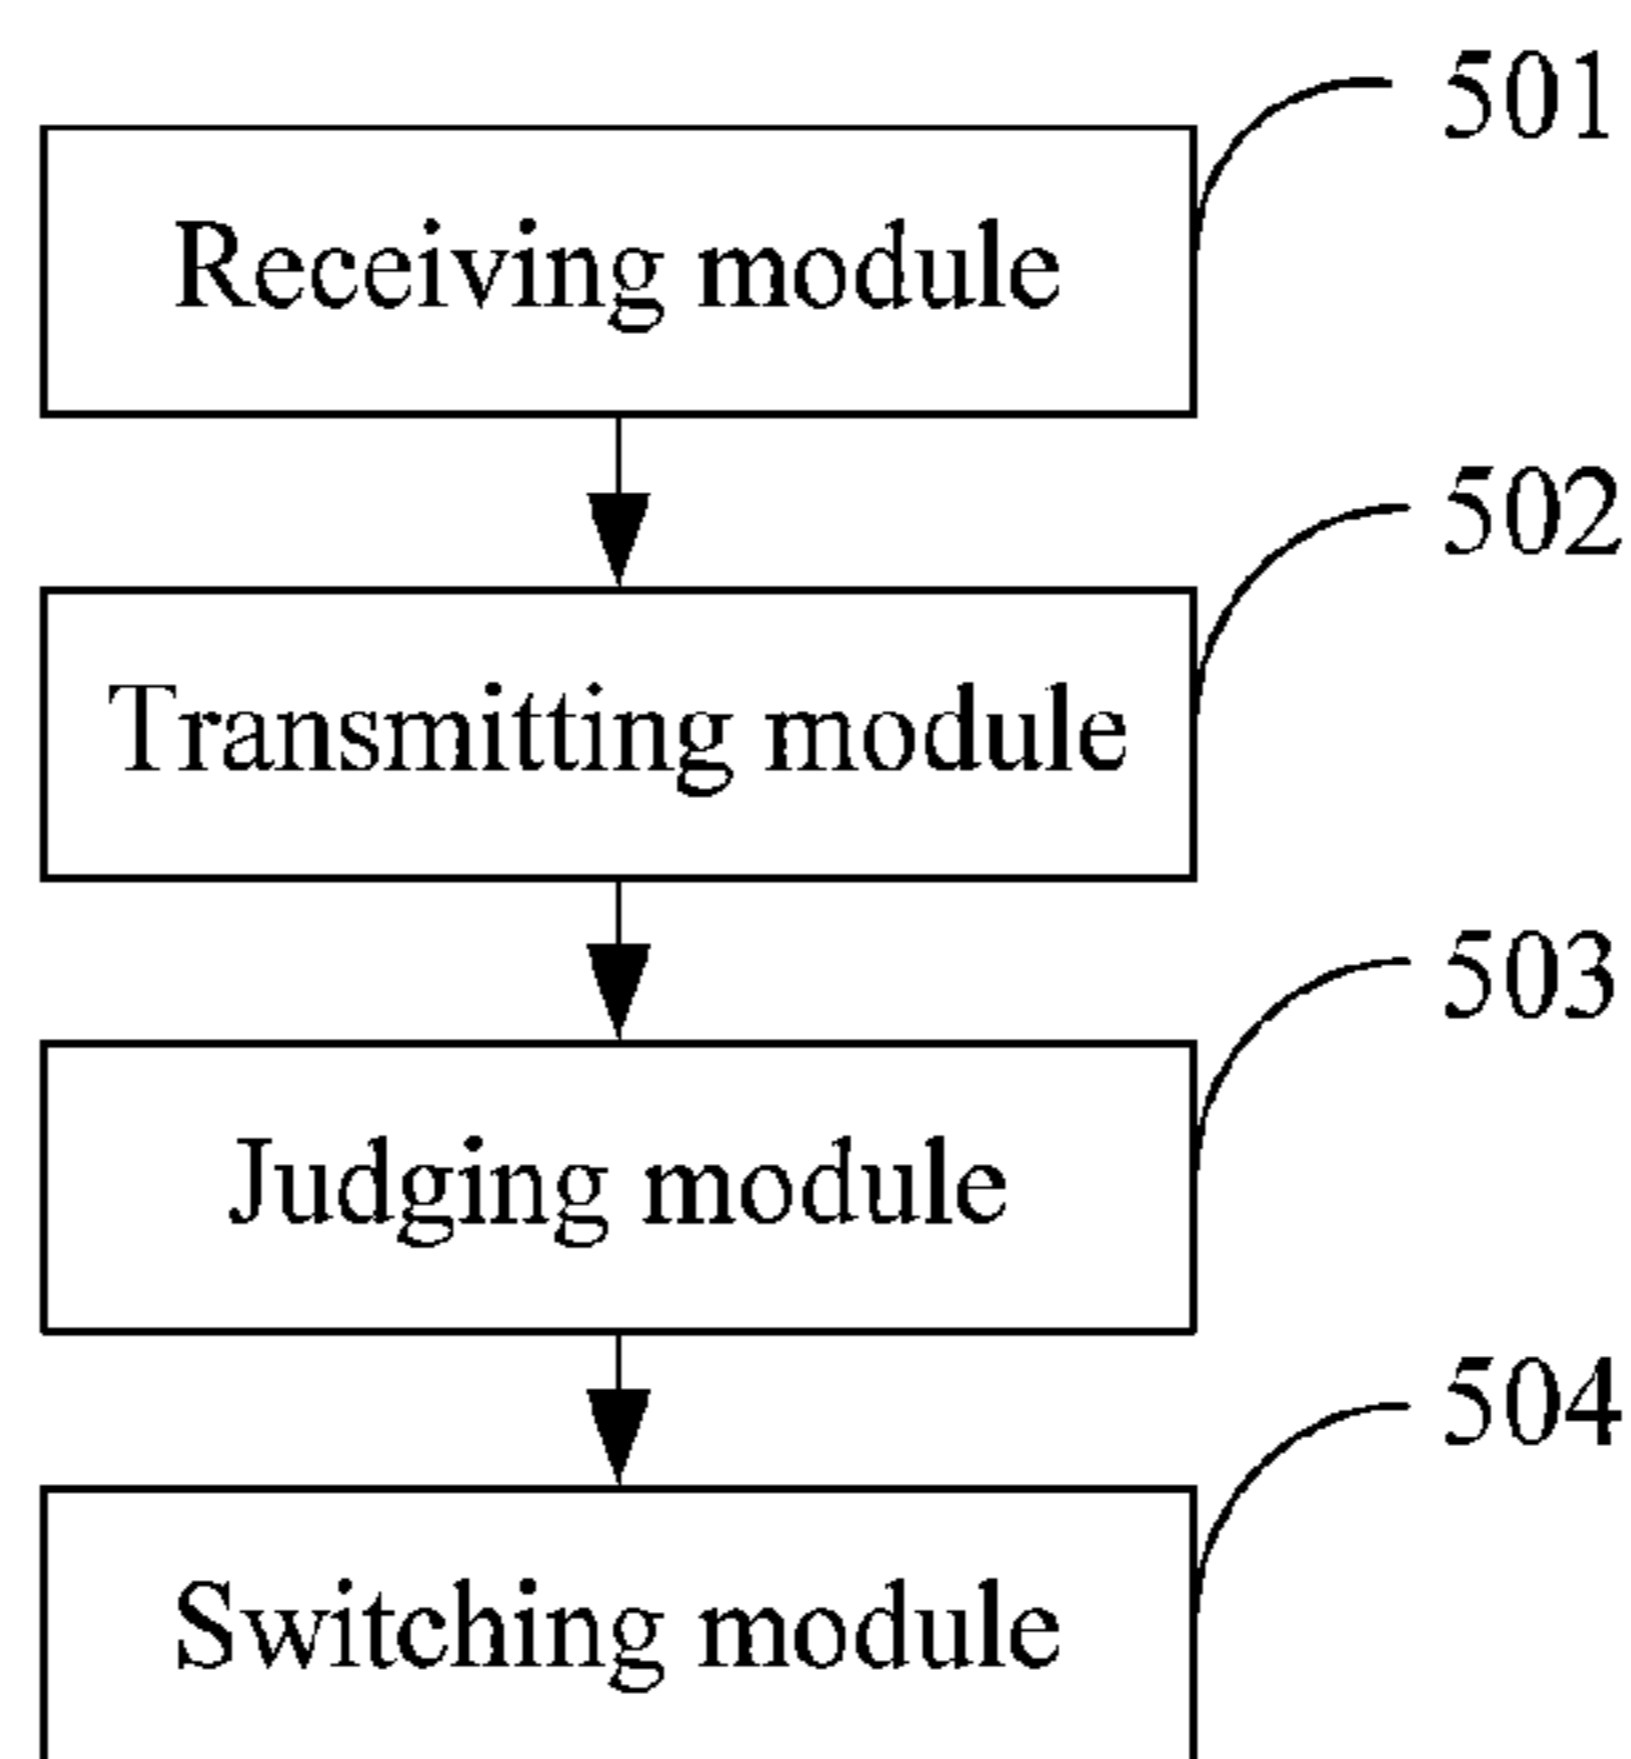 501
Receiving module
502
Transmitting module
503
Judging module
504
Switching module